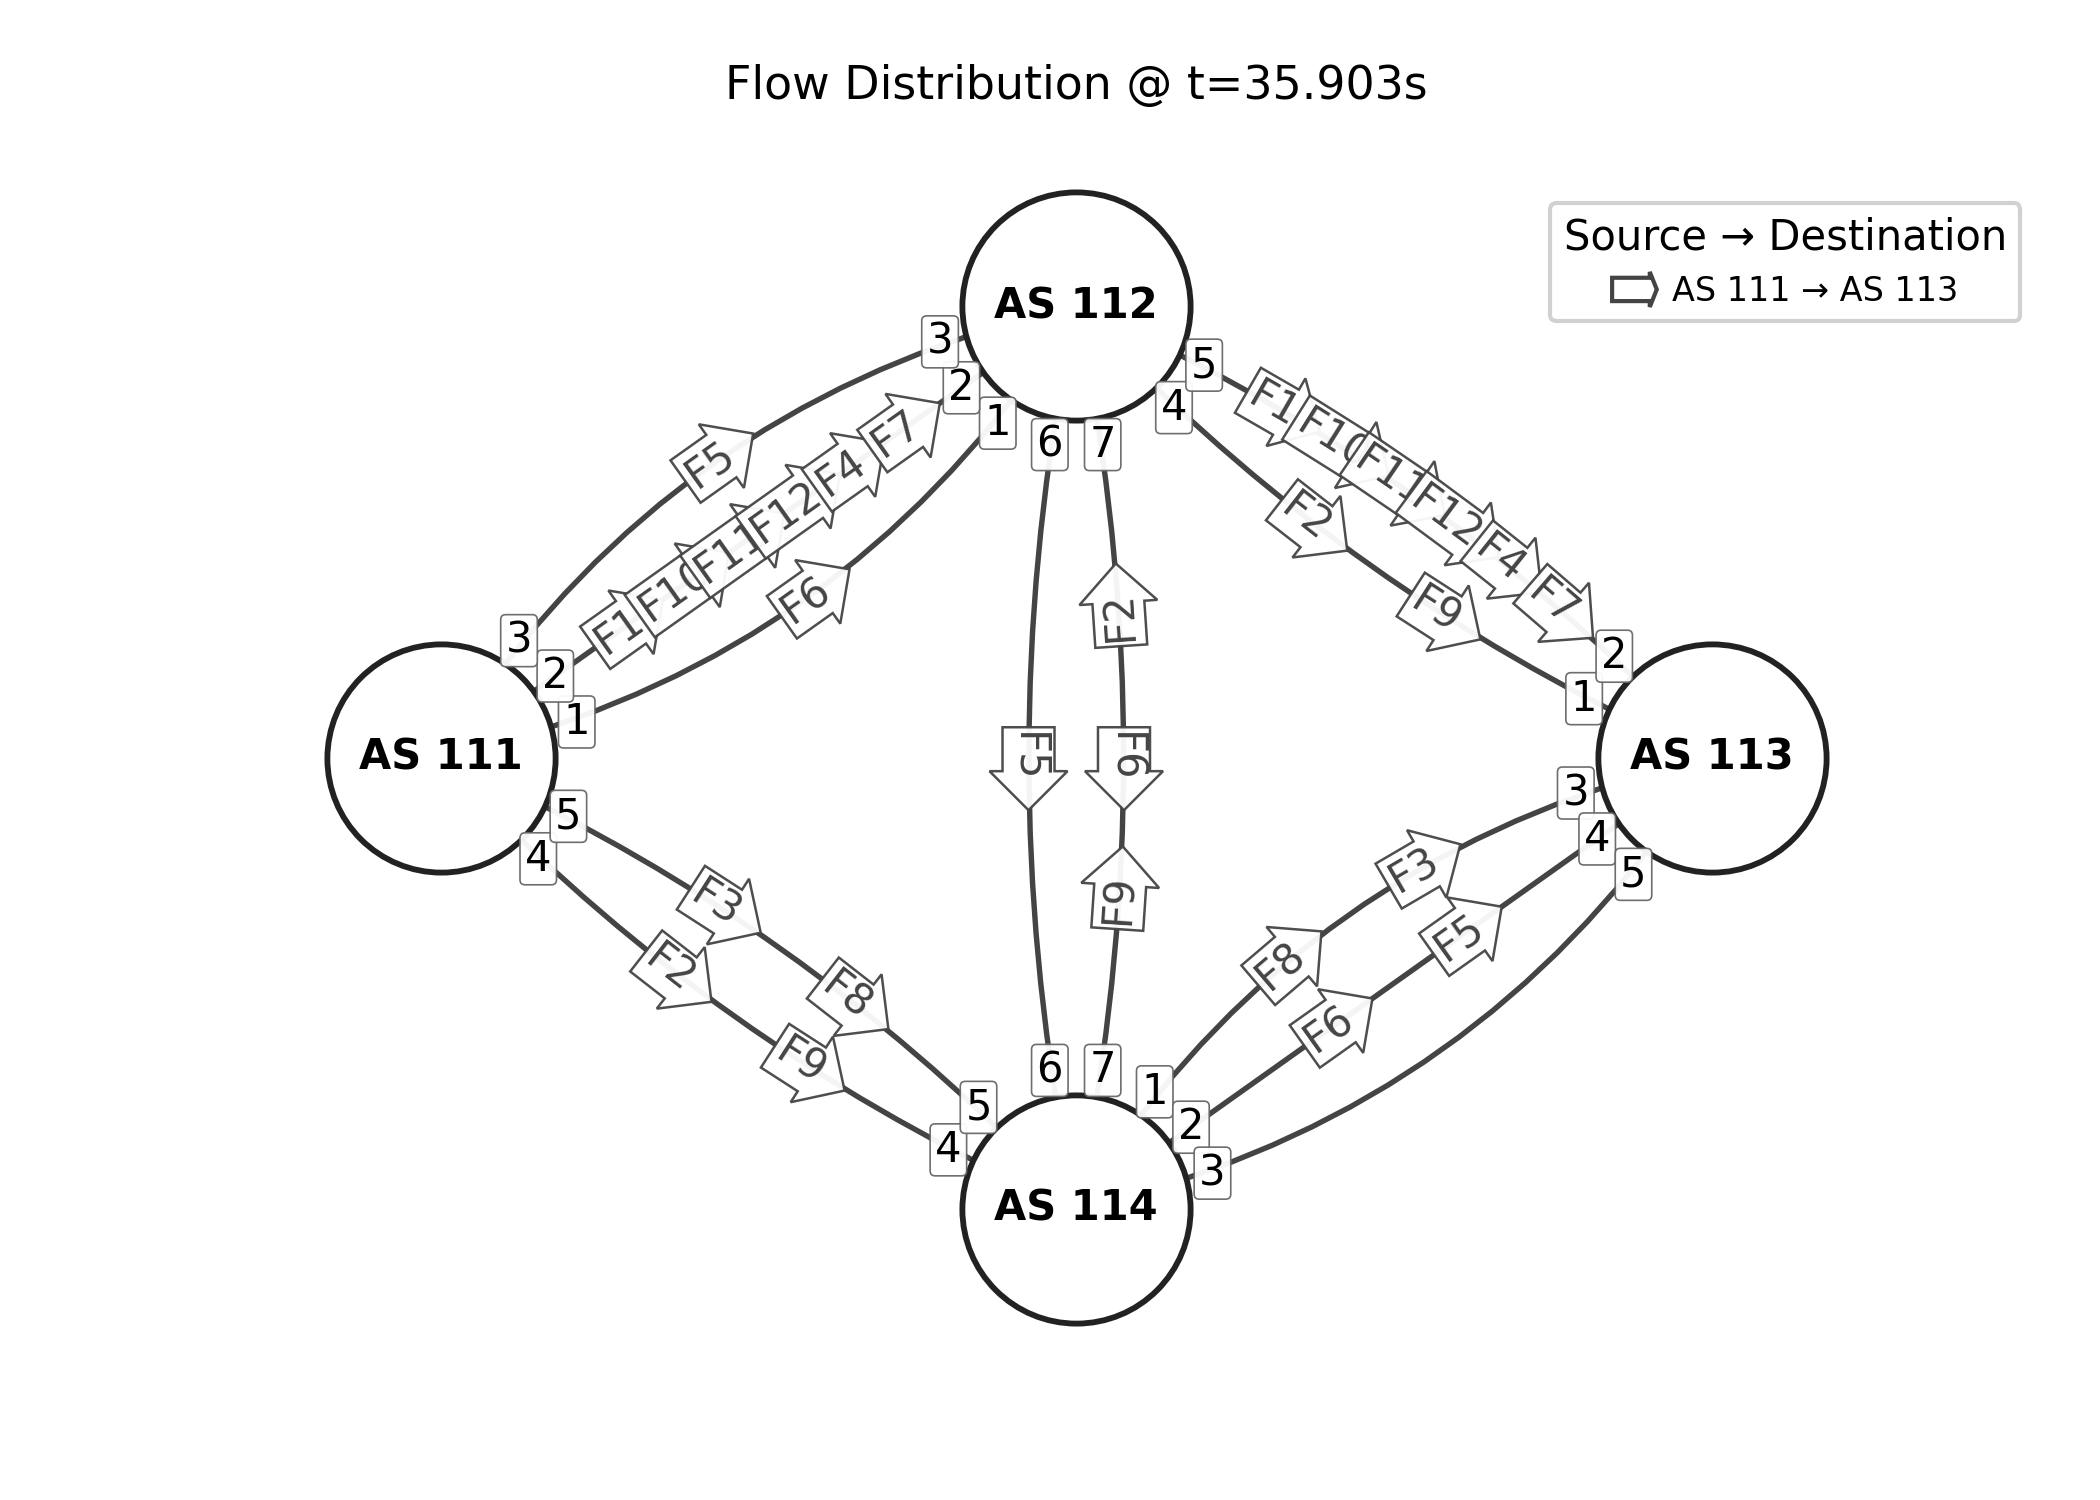 Flow Distribution @ t=35.903s
Source → Destination
AS 111 → AS 113
AS 112
3
2
1
6
7
4
5
F5
F1
F10
F11
F12
F4
F7
F6
F1
F10
F11
F12
F4
F7
F2
F9
F2
F5
F6
F9
3
2
1
AS 111
5
4
2
1
AS 113
3
4
5
F3
F2
F8
F9
F3
F8
F5
F6
6
7
5
4
1
2
3
AS 114